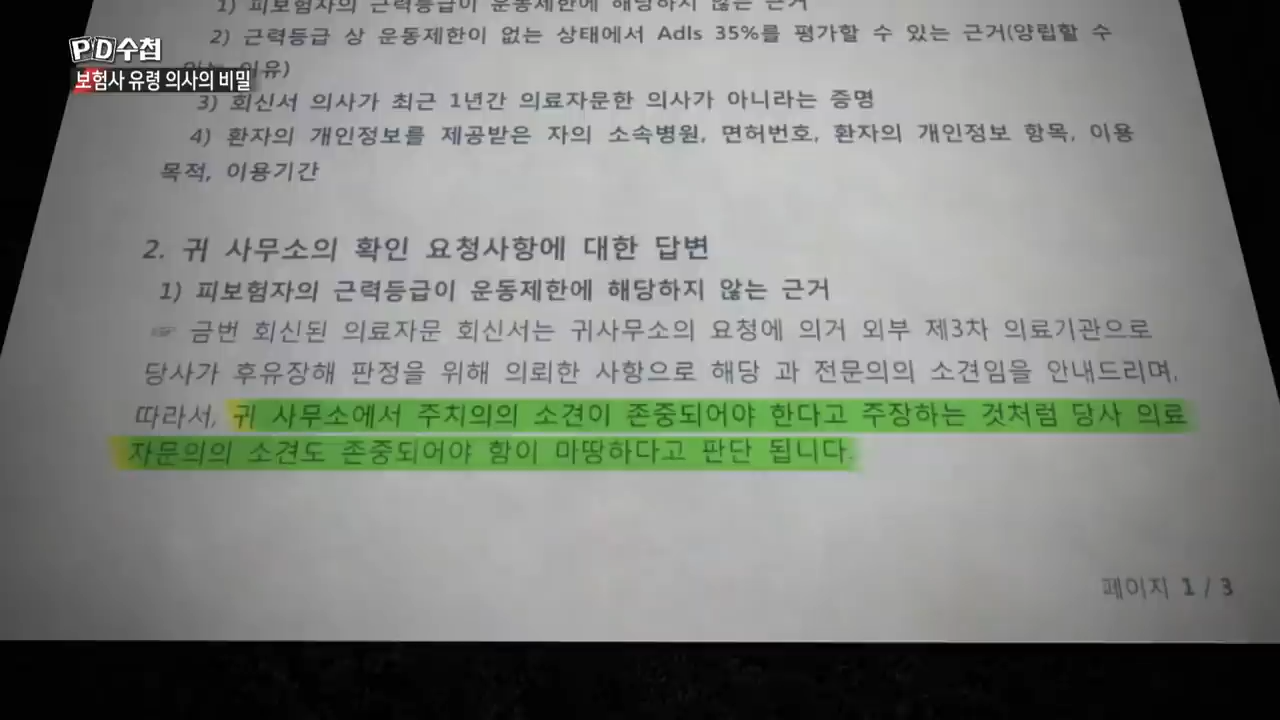 1) 피보험자의 근력등급이 운동제한에 해당하지 않는 근거
PD수첩
2) 근력등급 상 운동제한이 없는 상태에서 Adls 35%를 평가할 수 있는 근거(양립할 수
유)
보험사 유령 의사의 비밀
3) 회신서 의사가 최근 1년간 의료자문한 의사가 아니라는 증명
4) 환자의 개인정보를 제공받은 자의 소속병원, 면허번호, 환자의 개인정보 항목, 이용
목적, 이용기간
2. 귀 사무소의 확인 요청사항에 대한 답변
1) 피보험자의 근력등급이 운동제한에 해당하지 않는 근거
☞ 금번 회신된 의료자문 회신서는 귀사무소의 요청에 의거 외부 제3차 의료기관으로
당사가 후유장해 판정을 위해 의뢰한 사항으로 해당 과 전문의의 소견임을 안내드리며,
따라서, 귀 사무소에서 주치의의 소견이 존중되어야 한다고 주장하는 것처럼 당사 의료
자문의의 소견도 존중되어야 함이 마땅하다고 판단 됩니다.
페이지 1 / 3